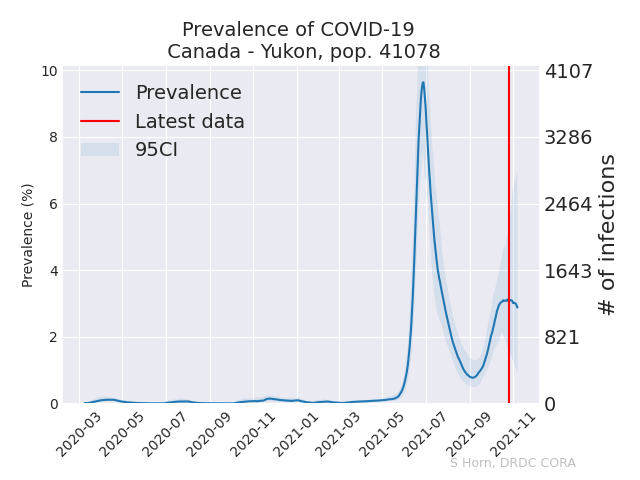 Prevalence of COVID-19
Canada - Yukon, pop. 41078
Prevalence
Latest data
95CI
Prevalence (%)
10
8
6
4
2
0
4107
3286
2464
1643
821
0
# of infections
2020-03
2020-05
2020-07
2020-09
2020-11
2021-01
2021-03
2021-05
2021-07
2021-09
2021-11
S Horn, DRDC CORA